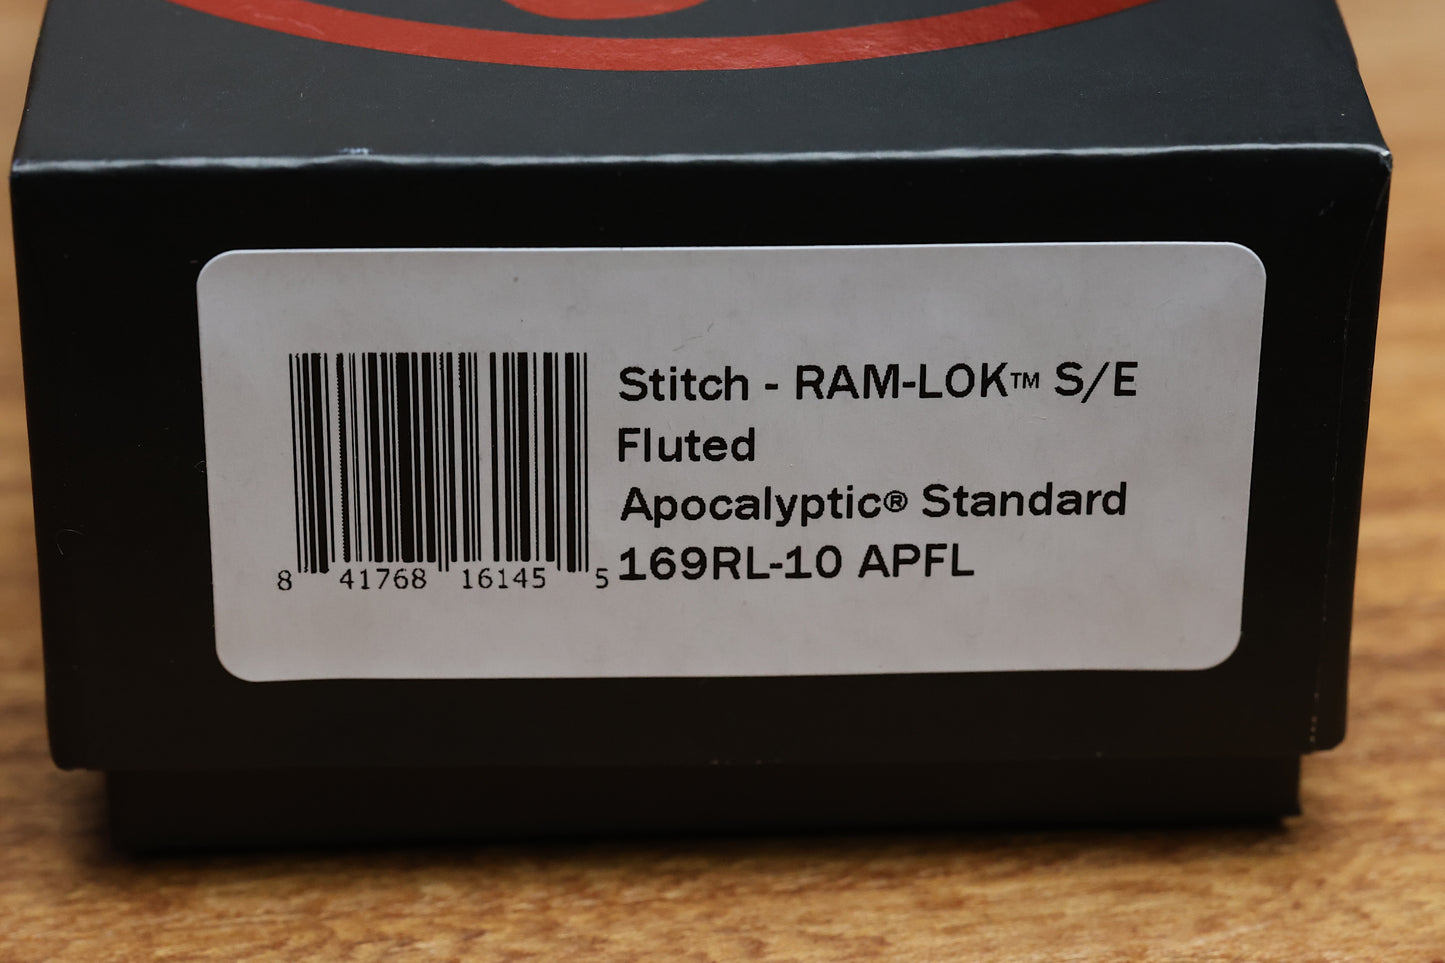 Stitch - RAM-LOK™ S/E
Fluted
Apocalyptic® Standard
169RL-10 APFL
8 41768 16145 5